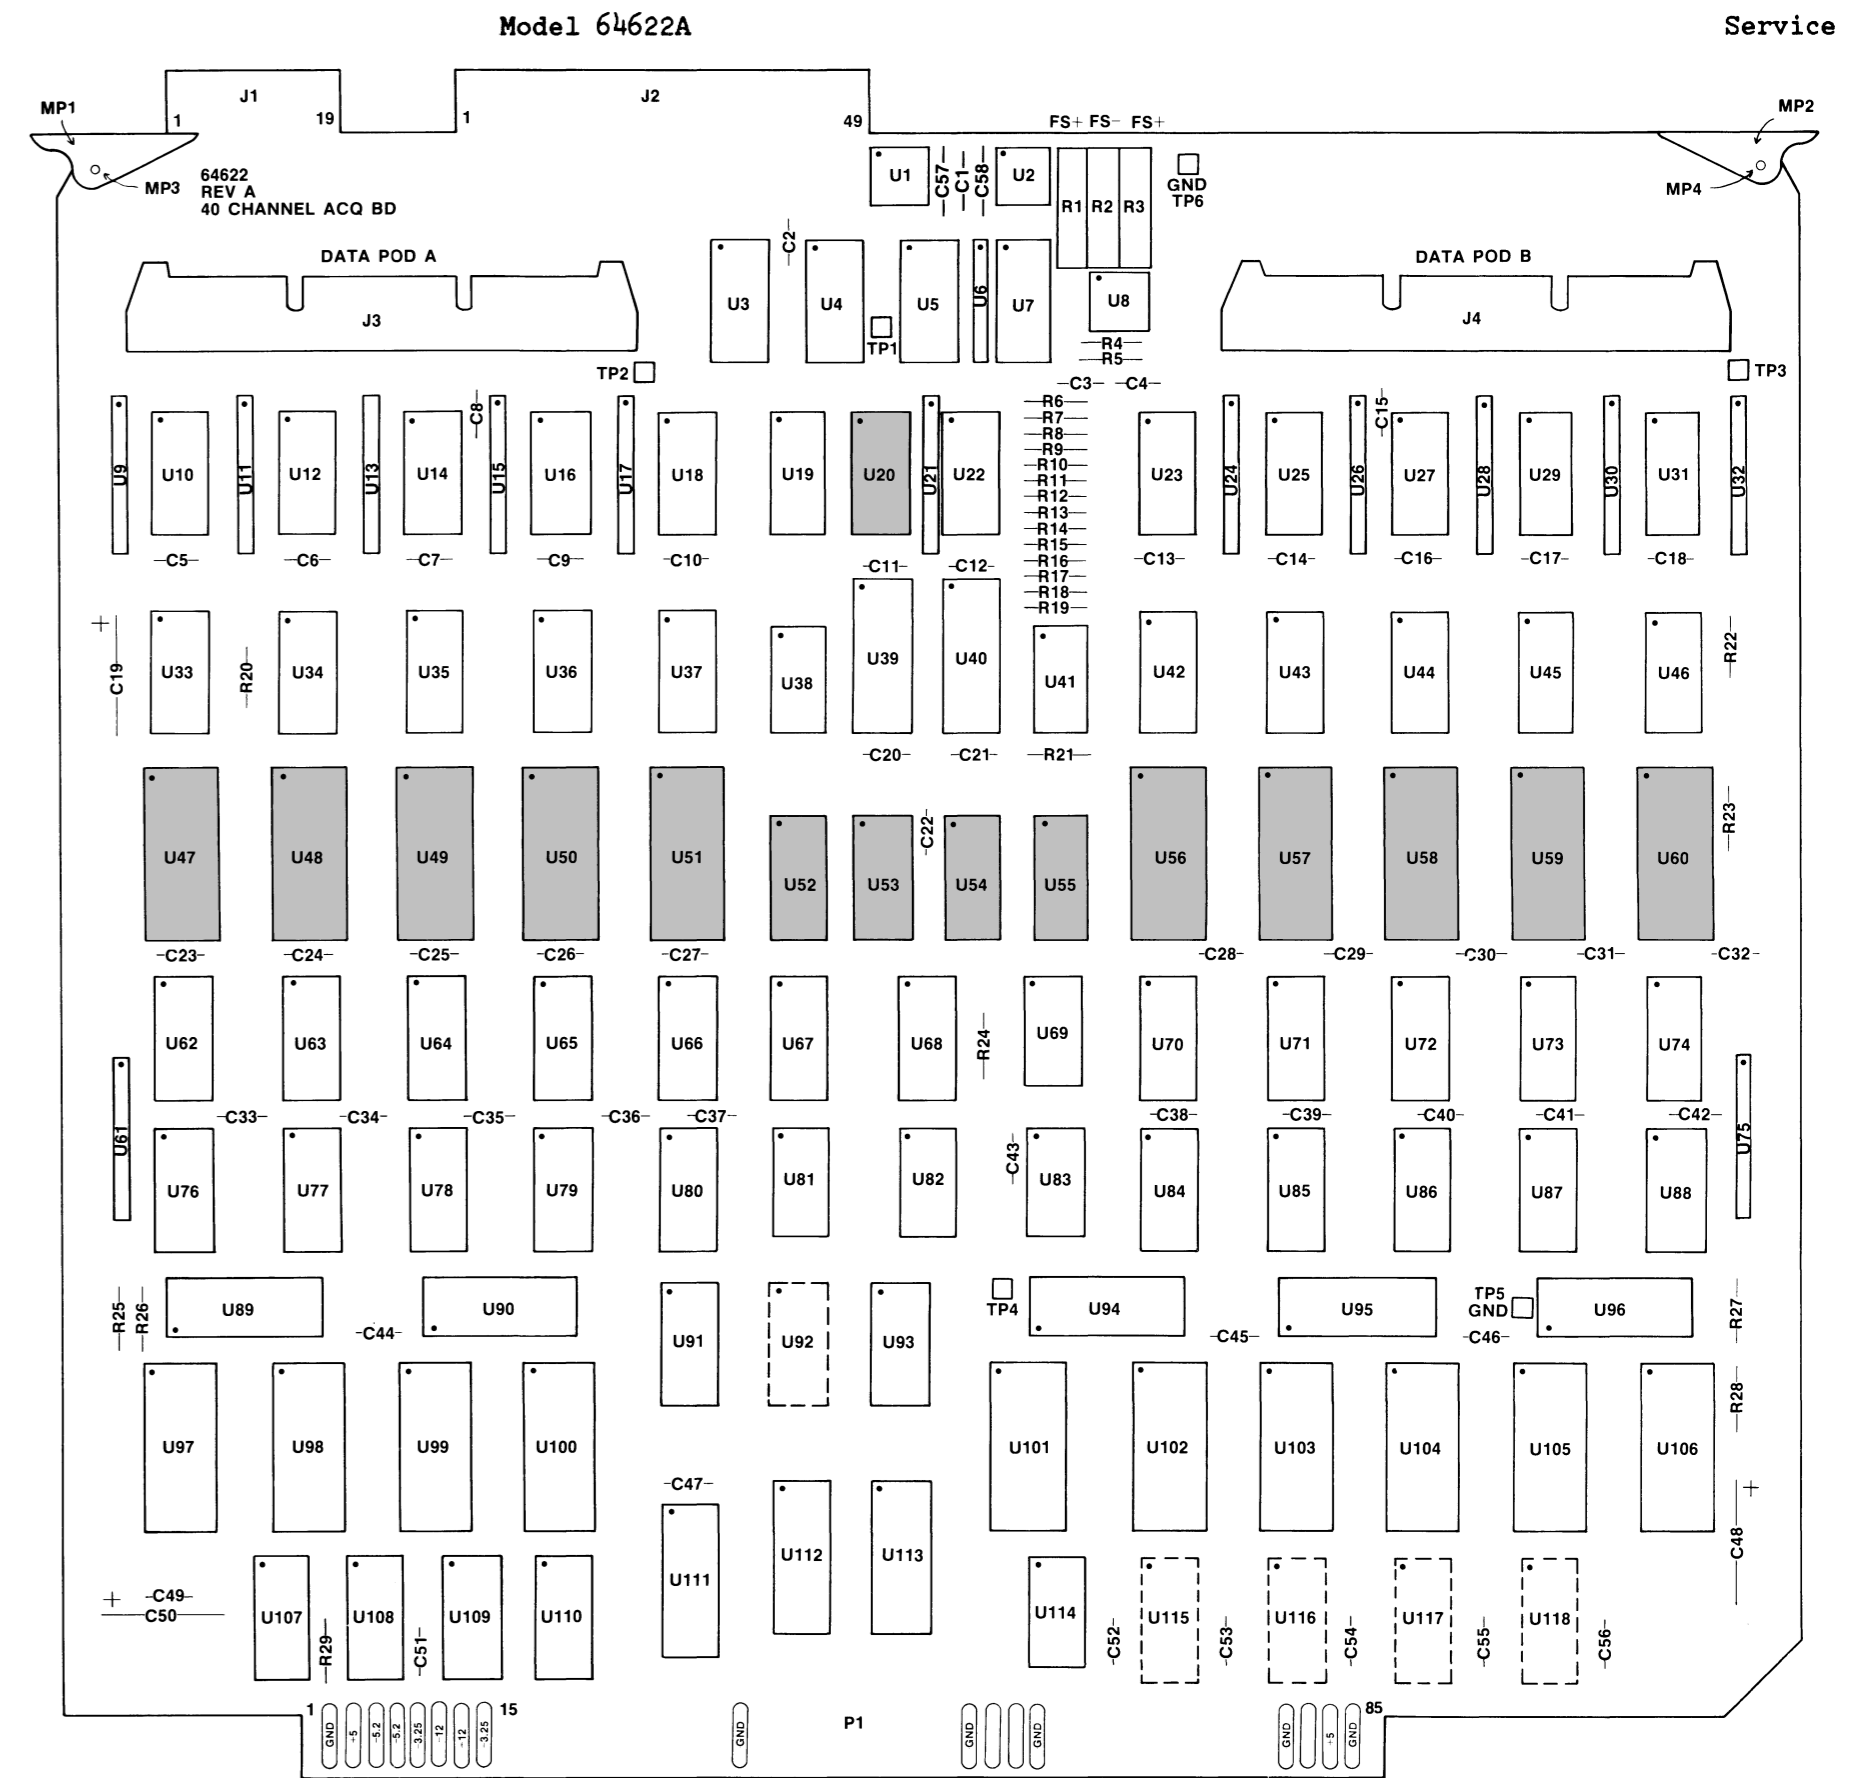 Model 64622A
Service
J1
J2
1
19
1
49
MP1
MP2
MP3
MP4
FS+ FS- FS+
64622
REV A
40 CHANNEL ACQ BD
U1
C57
C1
C58
U2
R1
R2
R3
GND
TP6
DATA POD A
DATA POD B
J3
J4
C2
U3
U4
U5
U6
U7
U8
TP1
R4
R5
TP2
TP3
C3
C4
C8
C15
R6
R7
R8
R9
R10
R11
R12
R13
R14
R15
R16
R17
R18
R19
U9
U10
U11
U12
U13
U14
U15
U16
U17
U18
U19
U20
U21
U22
U23
U24
U25
U26
U27
U28
U29
U30
U31
U32
C5
C6
C7
C9
C10
C11
C12
C13
C14
C16
C17
C18
+
C19
U33
R20
U34
U35
U36
U37
U38
U39
U40
U41
U42
U43
U44
U45
U46
R22
C20
C21
R21
U47
U48
U49
U50
U51
U52
U53
C22
U54
U55
U56
U57
U58
U59
U60
R23
C23
C24
C25
C26
C27
C28
C29
C30
C31
C32
U62
U63
U64
U65
U66
U67
U68
R24
U69
U70
U71
U72
U73
U74
U61
C33
C34
C35
C36
C37
C38
C39
C40
C41
C42
U75
U76
U77
U78
U79
U80
U81
U82
C43
U83
U84
U85
U86
U87
U88
R25
R26
U89
C44
U90
U91
U92
U93
TP4
U94
C45
U95
TP5
GND
C46
U96
R27
U97
U98
U99
U100
U101
U102
U103
U104
U105
U106
R28
C47
+
C48
U111
U112
U113
+
C49
C50
U107
R29
U108
C51
U109
U110
U114
C52
U115
C53
U116
C54
U117
C55
U118
C56
1
15
P1
85
GND
+5
-5.2
-5.2
-3.25
-12
+12
-3.25
GND
GND
GND
GND
+5
GND